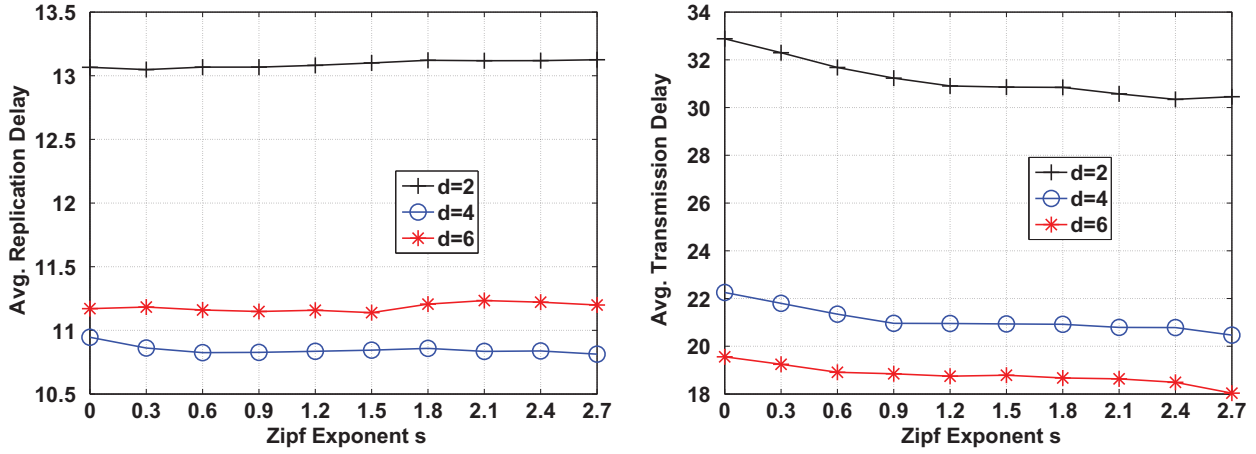 13.5
13
12.5
12
11.5
11
10.5
Avg. Replication Delay
d=2
d=4
d=6
0 0.3 0.6 0.9 1.2 1.5 1.8 2.1 2.4 2.7
Zipf Exponent s
34
32
30
28
26
24
22
20
18
Avg. Transmission Delay
d=2
d=4
d=6
0 0.3 0.6 0.9 1.2 1.5 1.8 2.1 2.4 2.7
Zipf Exponent s